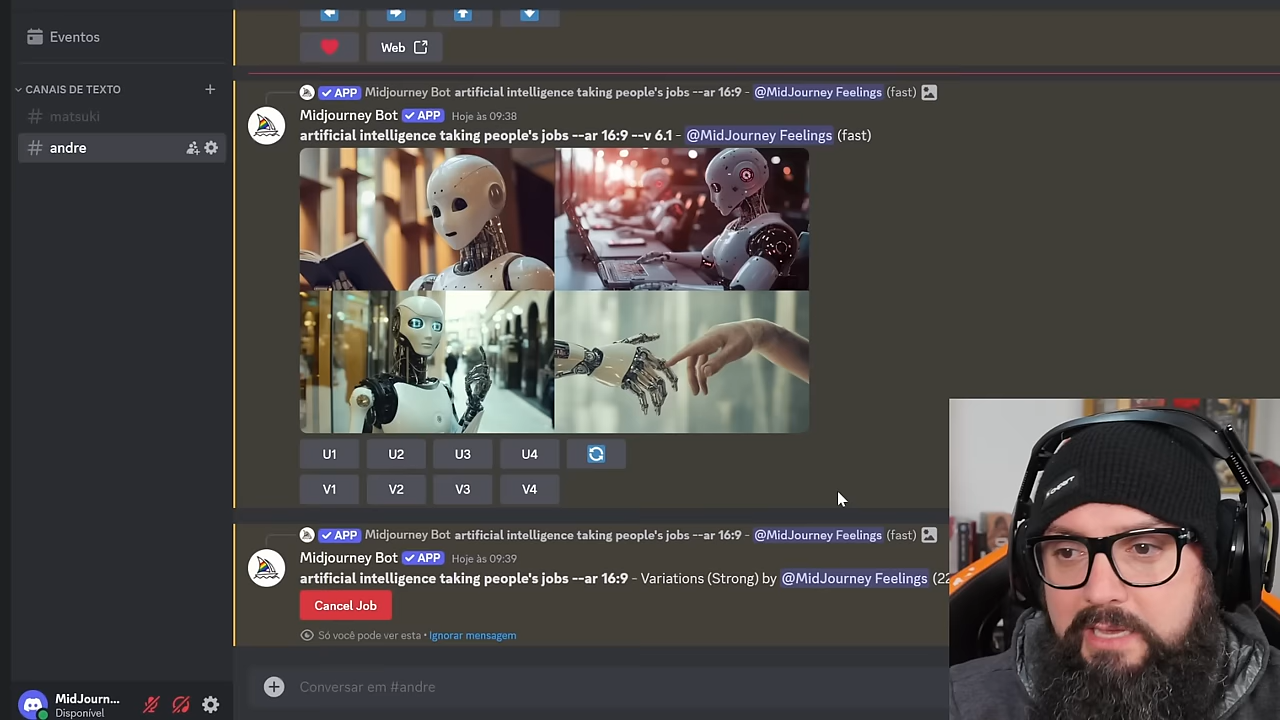 Eventos
CANAIS DE TEXTO
matsuki
andre
Web
APP Midjourney Bot artificial intelligence taking people's jobs --ar 16:9 - @MidJourney Feelings (fast)
Midjourney Bot APP Hoje às 09:38
artificial intelligence taking people's jobs --ar 16:9 --v 6.1 - @MidJourney Feelings (fast)
U1 U2 U3 U4
V1 V2 V3 V4
APP Midjourney Bot artificial intelligence taking people's jobs --ar 16:9 - @MidJourney Feelings (fast)
Midjourney Bot APP Hoje às 09:39
artificial intelligence taking people's jobs --ar 16:9 - Variations (Strong) by @MidJourney Feelings
Cancel Job
Só você pode ver esta • Ignorar mensagem
Conversar em #andre
MidJourn...
Disponível